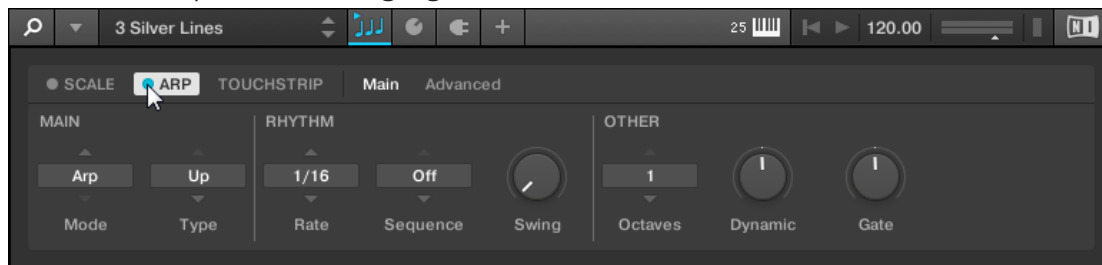 3 Silver Lines 25 120.00 NI
SCALE ARP TOUCHSTRIP Main Advanced
MAIN RHYTHM OTHER
Arp Up 1/16 Off 1
Mode Type Rate Sequence Swing Octaves Dynamic Gate